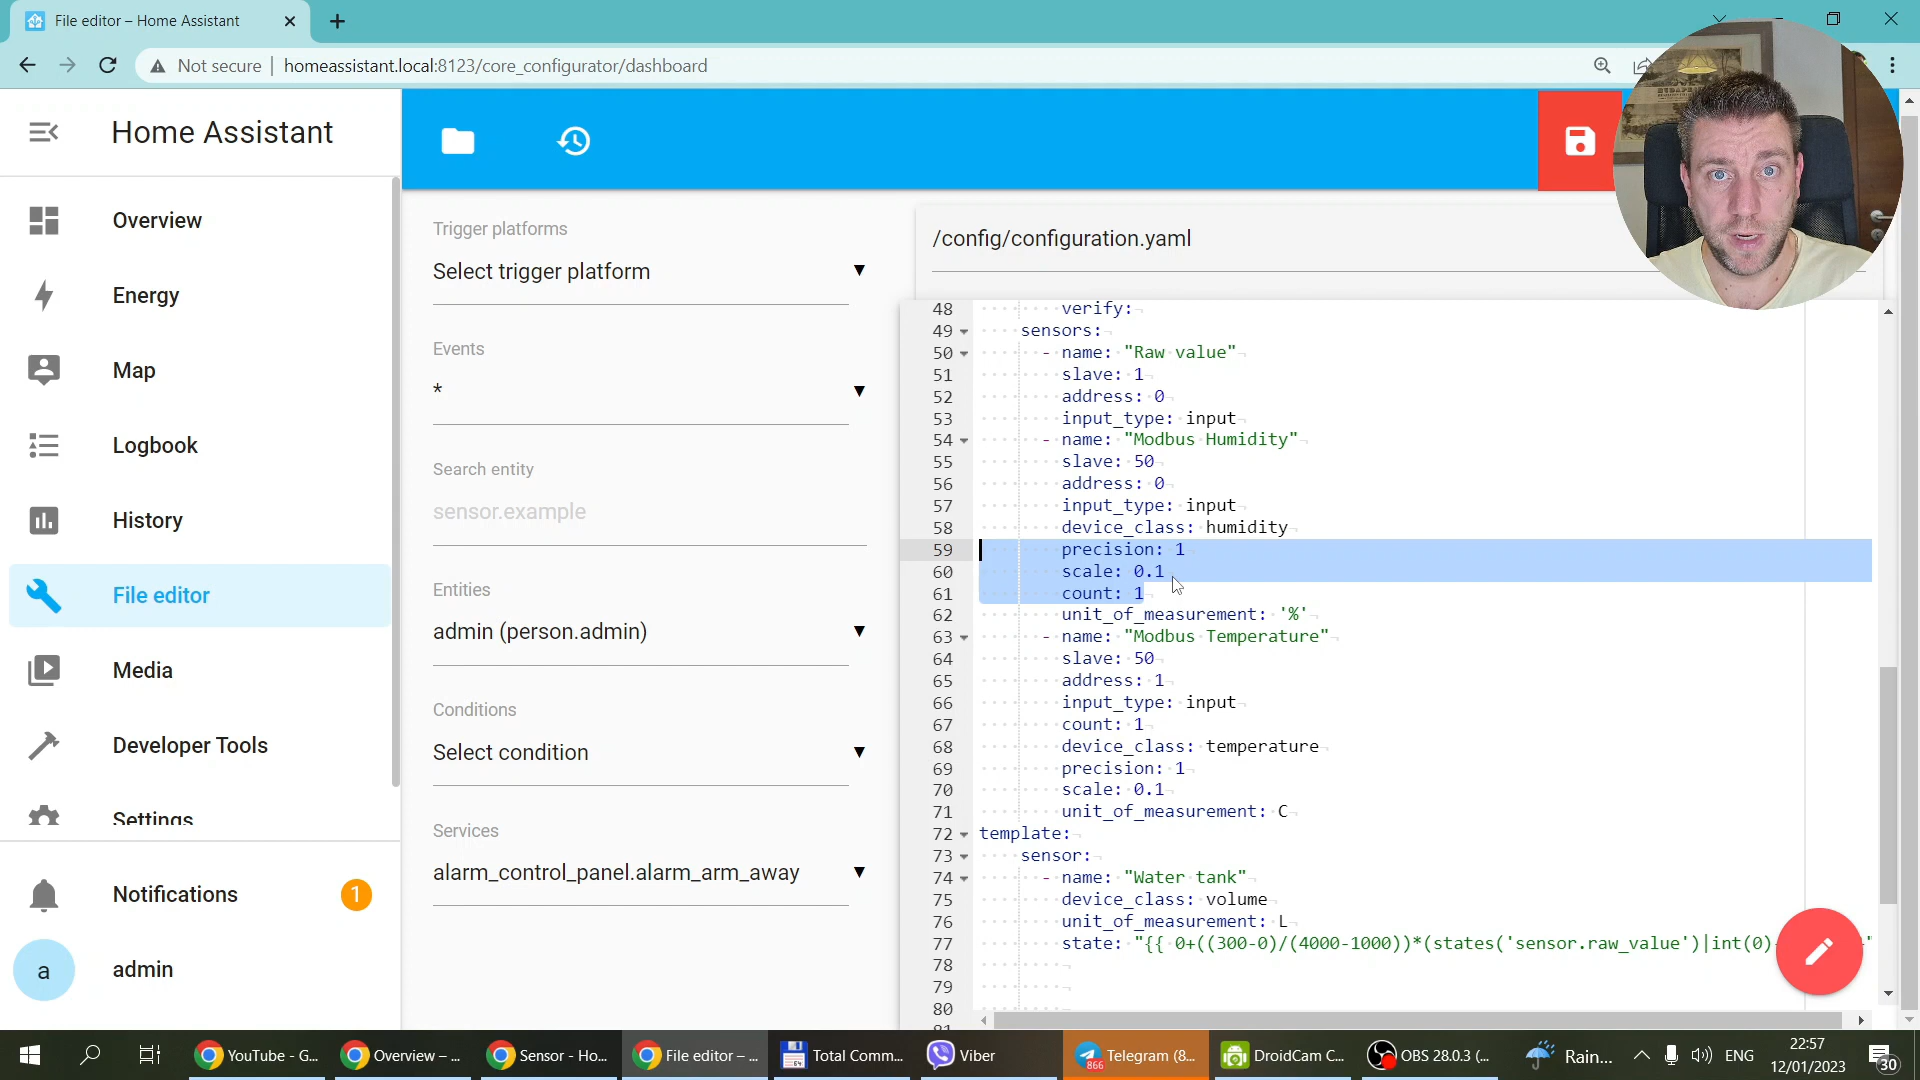 File editor – Home Assistant
Not secure
homeassistant.local:8123/core_configurator/dashboard
Home Assistant
Overview
Energy
Map
Logbook
History
File editor
Media
Developer Tools
Settings
Notifications
1
a
admin
Trigger platforms
Select trigger platform
Events
*
Search entity
sensor.example
Entities
admin (person.admin)
Conditions
Select condition
Services
alarm_control_panel.alarm_arm_away
/config/configuration.yaml
48 verify:
49 sensors:
50 - name: "Raw value"
51 slave: 1
52 address: 0
53 input_type: input
54 - name: "Modbus Humidity"
55 slave: 50
56 address: 0
57 input_type: input
58 device_class: humidity
59 precision: 1
60 scale: 0.1
61 count: 1
62 unit_of_measurement: '%'
63 - name: "Modbus Temperature"
64 slave: 50
65 address: 1
66 input_type: input
67 count: 1
68 device_class: temperature
69 precision: 1
70 scale: 0.1
71 unit_of_measurement: C
72 template:
73 sensor:
74 - name: "Water tank"
75 device_class: volume
76 unit_of_measurement: L
77 state: "{{ 0+((300-0)/(4000-1000))*(states('sensor.raw_value')|int(0)
78
79
80
YouTube - G...
Overview – ...
Sensor - Ho...
File editor – ...
Total Comm...
Viber
Telegram (8...
866
DroidCam C...
OBS 28.0.3 (...
Rain...
ENG
22:57
12/01/2023
30